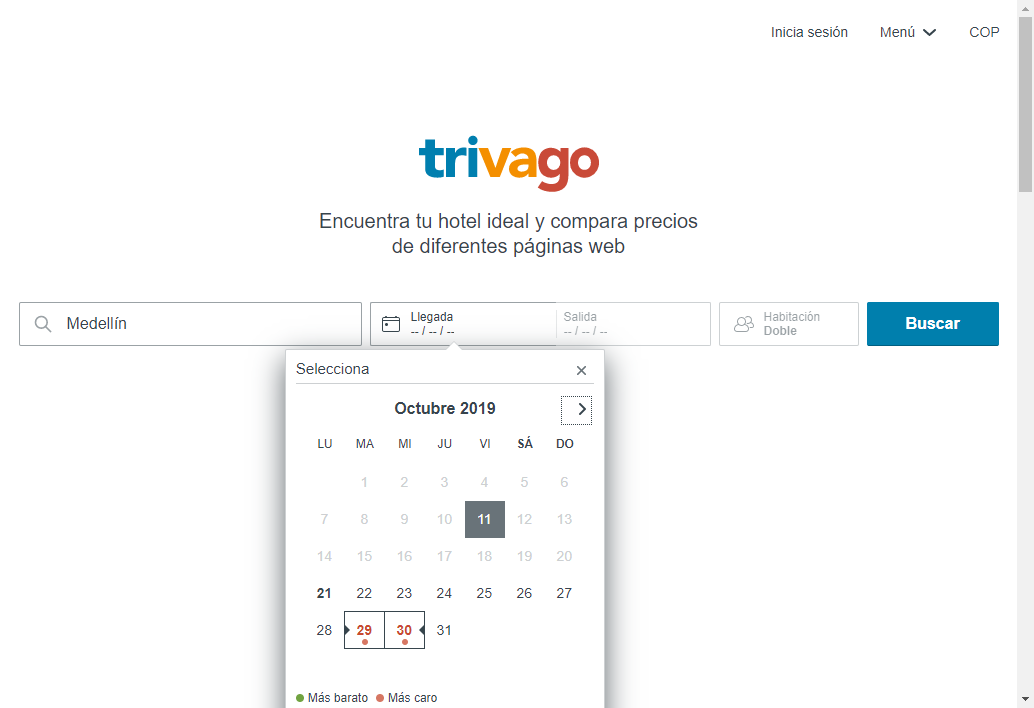 Inicia sesión Menú COP
trivago
Encuentra tu hotel ideal y compara precios
de diferentes páginas web
Medellín
Llegada
-- / -- / --
Salida
-- / -- / --
Habitación
Doble
Buscar
Selecciona
Octubre 2019
LU MA MI JU VI SÁ DO
1 2 3 4 5 6
7 8 9 10 11 12 13
14 15 16 17 18 19 20
21 22 23 24 25 26 27
28 29 30 31
Más barato Más caro